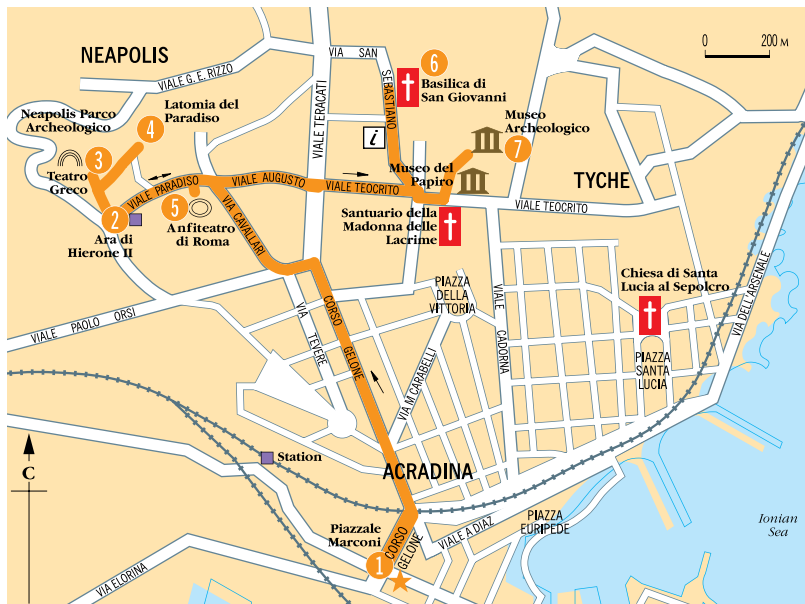 NEAPOLIS
VIALE G. E. RIZZO
VIA SAN
SEBASTIANO
0 200 M
6
Basilica di
San Giovanni
Neapolis Parco
Archeologico
Latomia del
Paradiso
VIALE TERACATI
4
3
Teatro
Greco
i
Museo
Archeologico
7
Museo del
Papiro
TYCHE
VIALE PARADISO
VIALE AUGUSTO
VIALE TEOCRITO
VIALE TEOCRITO
2
5
Ara di
Hierone II
Anfiteatro
di Roma
VIA CAVALLARI
Santuario della
Madonna delle
Lacrime
PIAZZA
DELLA
VITTORIA
Chiesa di Santa
Lucia al Sepolcro
VIA DELL'ARSENALE
VIALE PAOLO ORSI
VIA
TEVERE
CORSO
GELONE
VIALE
CADORNA
VIA M CARABELLI
PIAZZA
SANTA
LUCIA
Station
ACRADINA
C
Piazzale
Marconi
1
CORSO
GELONE
VIALE A DIAZ
PIAZZA
EURIPEDE
Ionian
Sea
VIA ELORINA